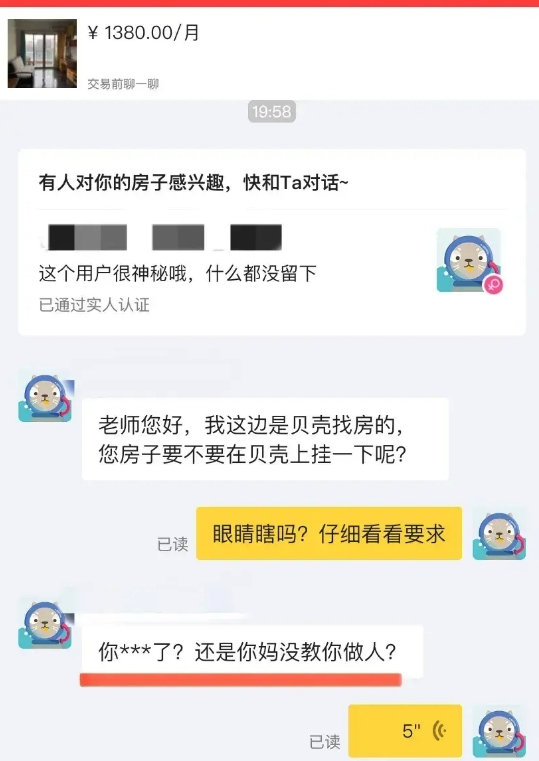 ¥ 1380.00/月
交易前聊一聊
19:58
有人对你的房子感兴趣，快和Ta对话~
这个用户很神秘哦，什么都没留下
已通过实人认证
老师您好，我这边是贝壳找房的，
您房子要不要在贝壳上挂一下呢？
已读
眼睛瞎吗？仔细看看要求
你***了？还是你妈没教你做人？
已读
5"